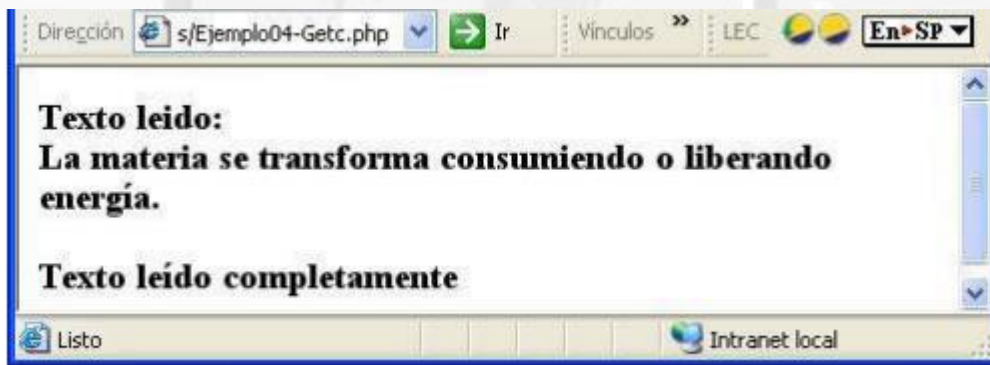 Dirección s/Ejemplo04-Getc.php Ir Vínculos » LEC En▸SP
Texto leido:
La materia se transforma consumiendo o liberando
energía.
Texto leído completamente
Listo Intranet local